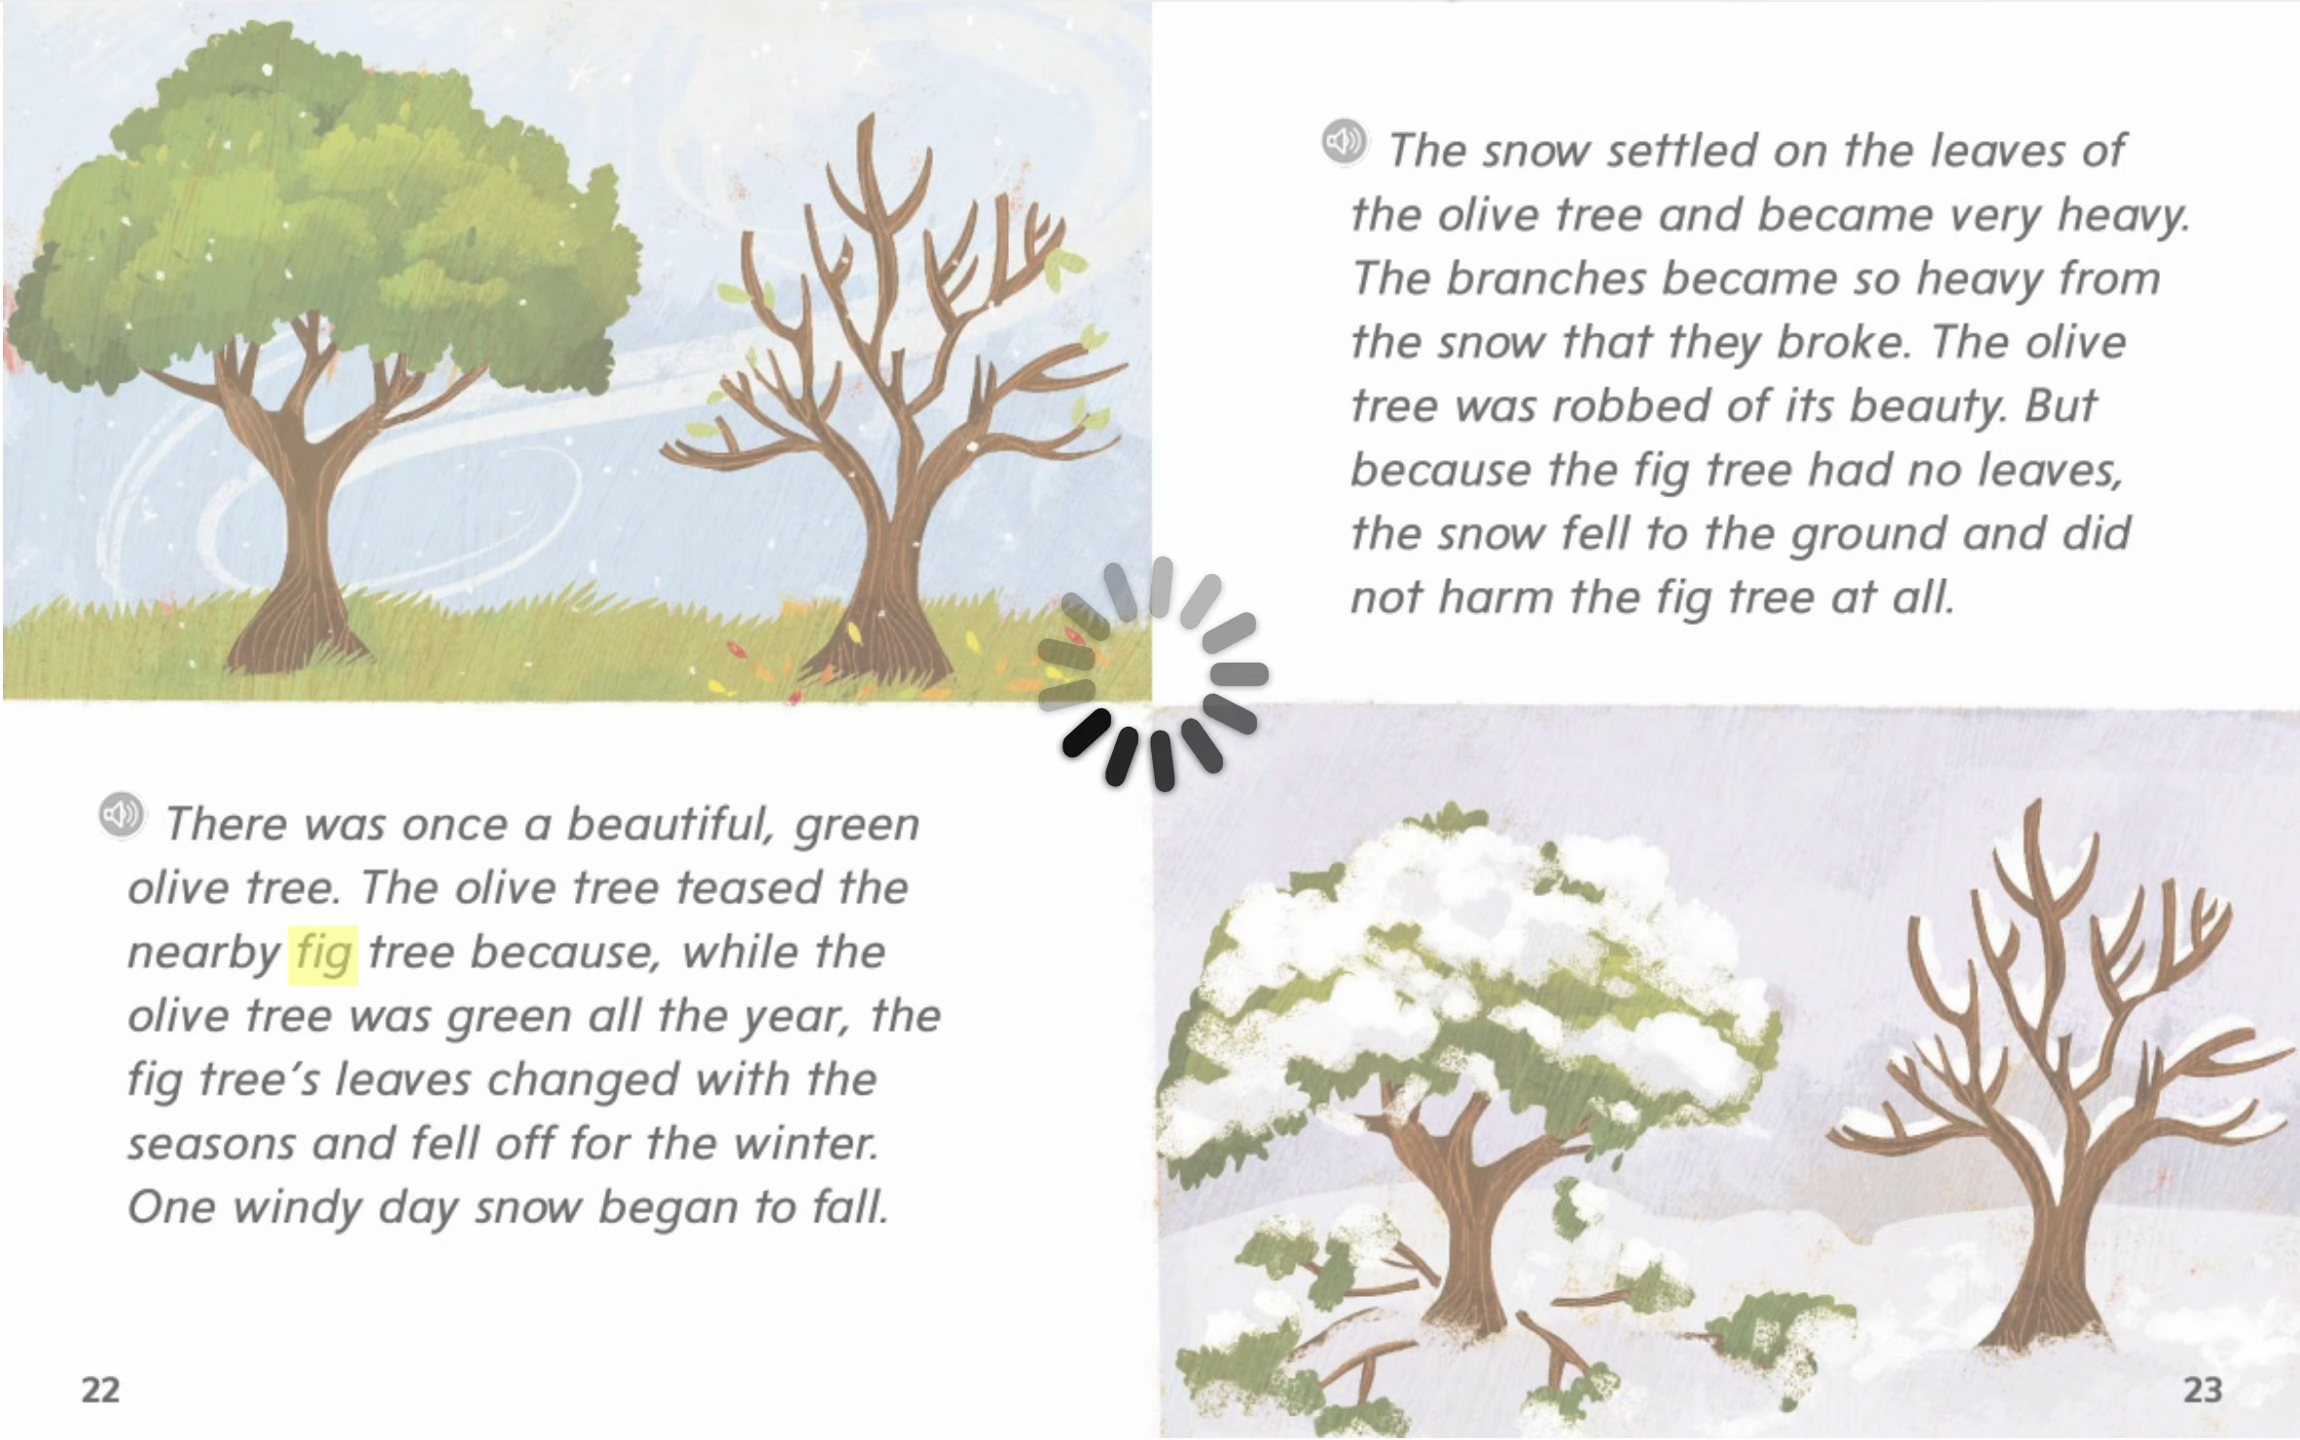 There was once a beautiful, green
olive tree. The olive tree teased the
nearby fig tree because, while the
olive tree was green all the year, the
fig tree’s leaves changed with the
seasons and fell off for the winter.
One windy day snow began to fall.
22
The snow settled on the leaves of
the olive tree and became very heavy.
The branches became so heavy from
the snow that they broke. The olive
tree was robbed of its beauty. But
because the fig tree had no leaves,
the snow fell to the ground and did
not harm the fig tree at all.
23